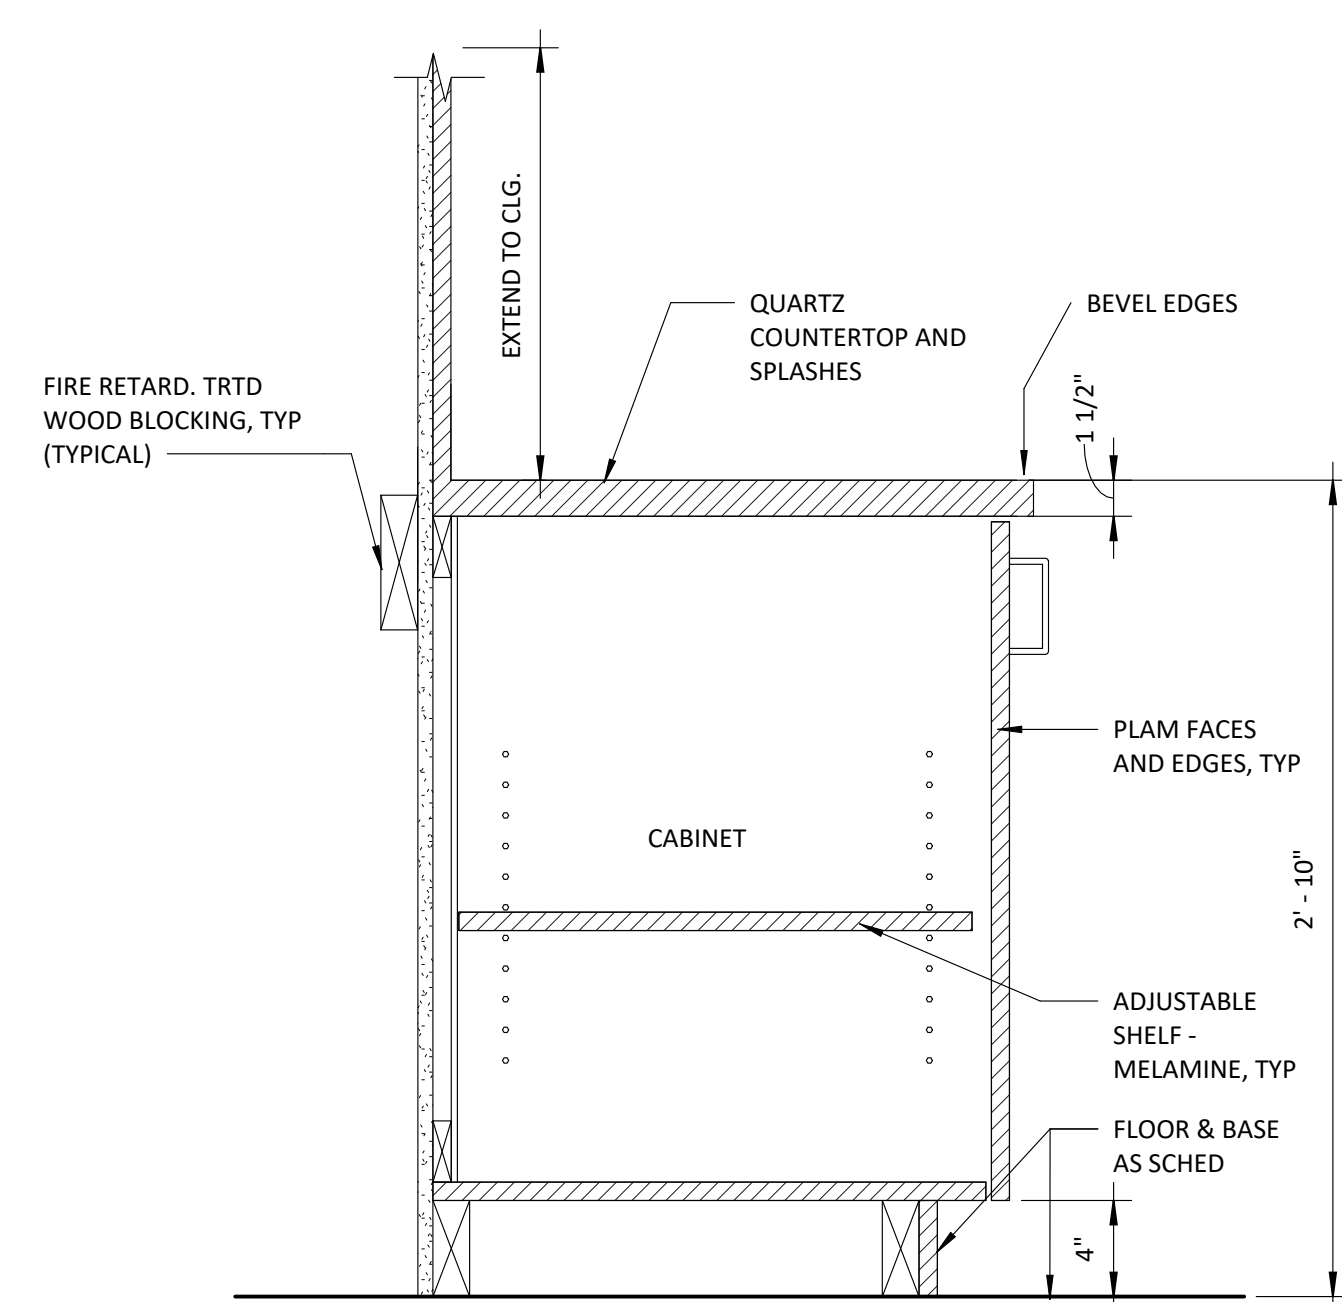 EXTEND TO CLG.
QUARTZ
COUNTERTOP AND
SPLASHES
BEVEL EDGES
1 1/2"
FIRE RETARD. TRTD
WOOD BLOCKING, TYP
(TYPICAL)
PLAM FACES
AND EDGES, TYP
CABINET
2' - 10"
ADJUSTABLE
SHELF -
MELAMINE, TYP
FLOOR & BASE
AS SCHED
4"